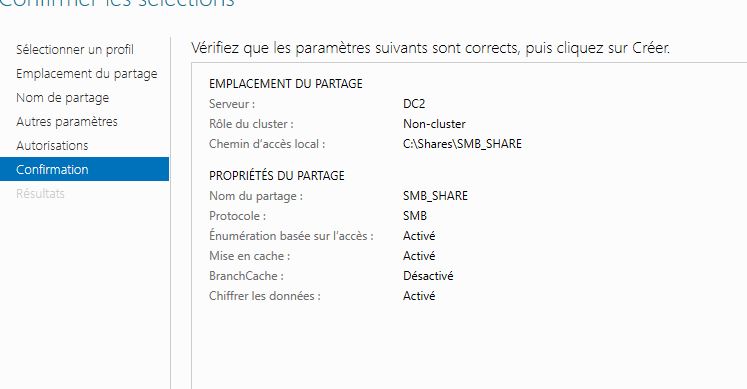 Confirmer les sélections
Sélectionner un profil
Emplacement du partage
Nom de partage
Autres paramètres
Autorisations
Confirmation
Résultats
Vérifiez que les paramètres suivants sont corrects, puis cliquez sur Créer.
EMPLACEMENT DU PARTAGE
Serveur : DC2
Rôle du cluster : Non-cluster
Chemin d'accès local : C:\Shares\SMB_SHARE
PROPRIÉTÉS DU PARTAGE
Nom du partage : SMB_SHARE
Protocole : SMB
Énumération basée sur l'accès : Activé
Mise en cache : Activé
BranchCache : Désactivé
Chiffrer les données : Activé